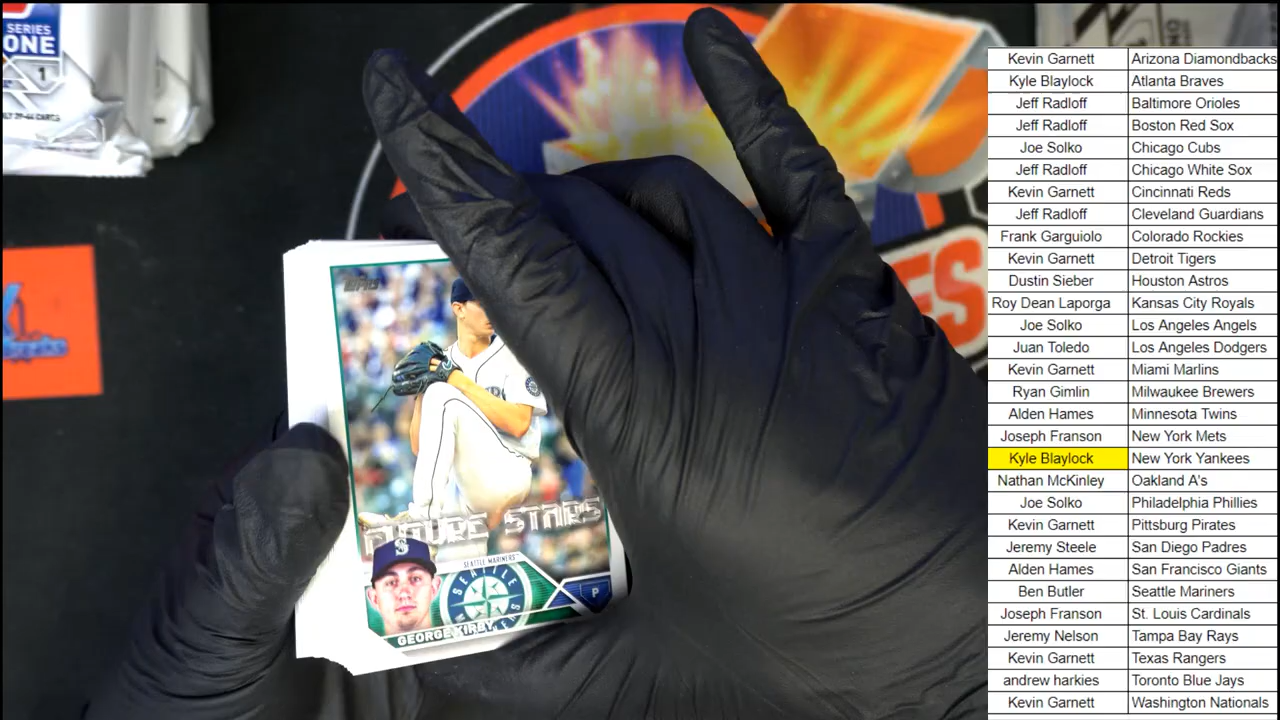 SERIES
ONE
1
Topps
FUTURE STARS
SEATTLE MARINERS
S
SEATTLE
P
GEORGE KIRBY
ES
Kevin Garnett Arizona Diamondbacks
Kyle Blaylock Atlanta Braves
Jeff Radloff Baltimore Orioles
Jeff Radloff Boston Red Sox
Joe Solko Chicago Cubs
Jeff Radloff Chicago White Sox
Kevin Garnett Cincinnati Reds
Jeff Radloff Cleveland Guardians
Frank Garguiolo Colorado Rockies
Kevin Garnett Detroit Tigers
Dustin Sieber Houston Astros
Roy Dean Laporga Kansas City Royals
Joe Solko Los Angeles Angels
Juan Toledo Los Angeles Dodgers
Kevin Garnett Miami Marlins
Ryan Gimlin Milwaukee Brewers
Alden Hames Minnesota Twins
Joseph Franson New York Mets
Kyle Blaylock New York Yankees
Nathan McKinley Oakland A's
Joe Solko Philadelphia Phillies
Kevin Garnett Pittsburg Pirates
Jeremy Steele San Diego Padres
Alden Hames San Francisco Giants
Ben Butler Seattle Mariners
Joseph Franson St. Louis Cardinals
Jeremy Nelson Tampa Bay Rays
Kevin Garnett Texas Rangers
andrew harkies Toronto Blue Jays
Kevin Garnett Washington Nationals